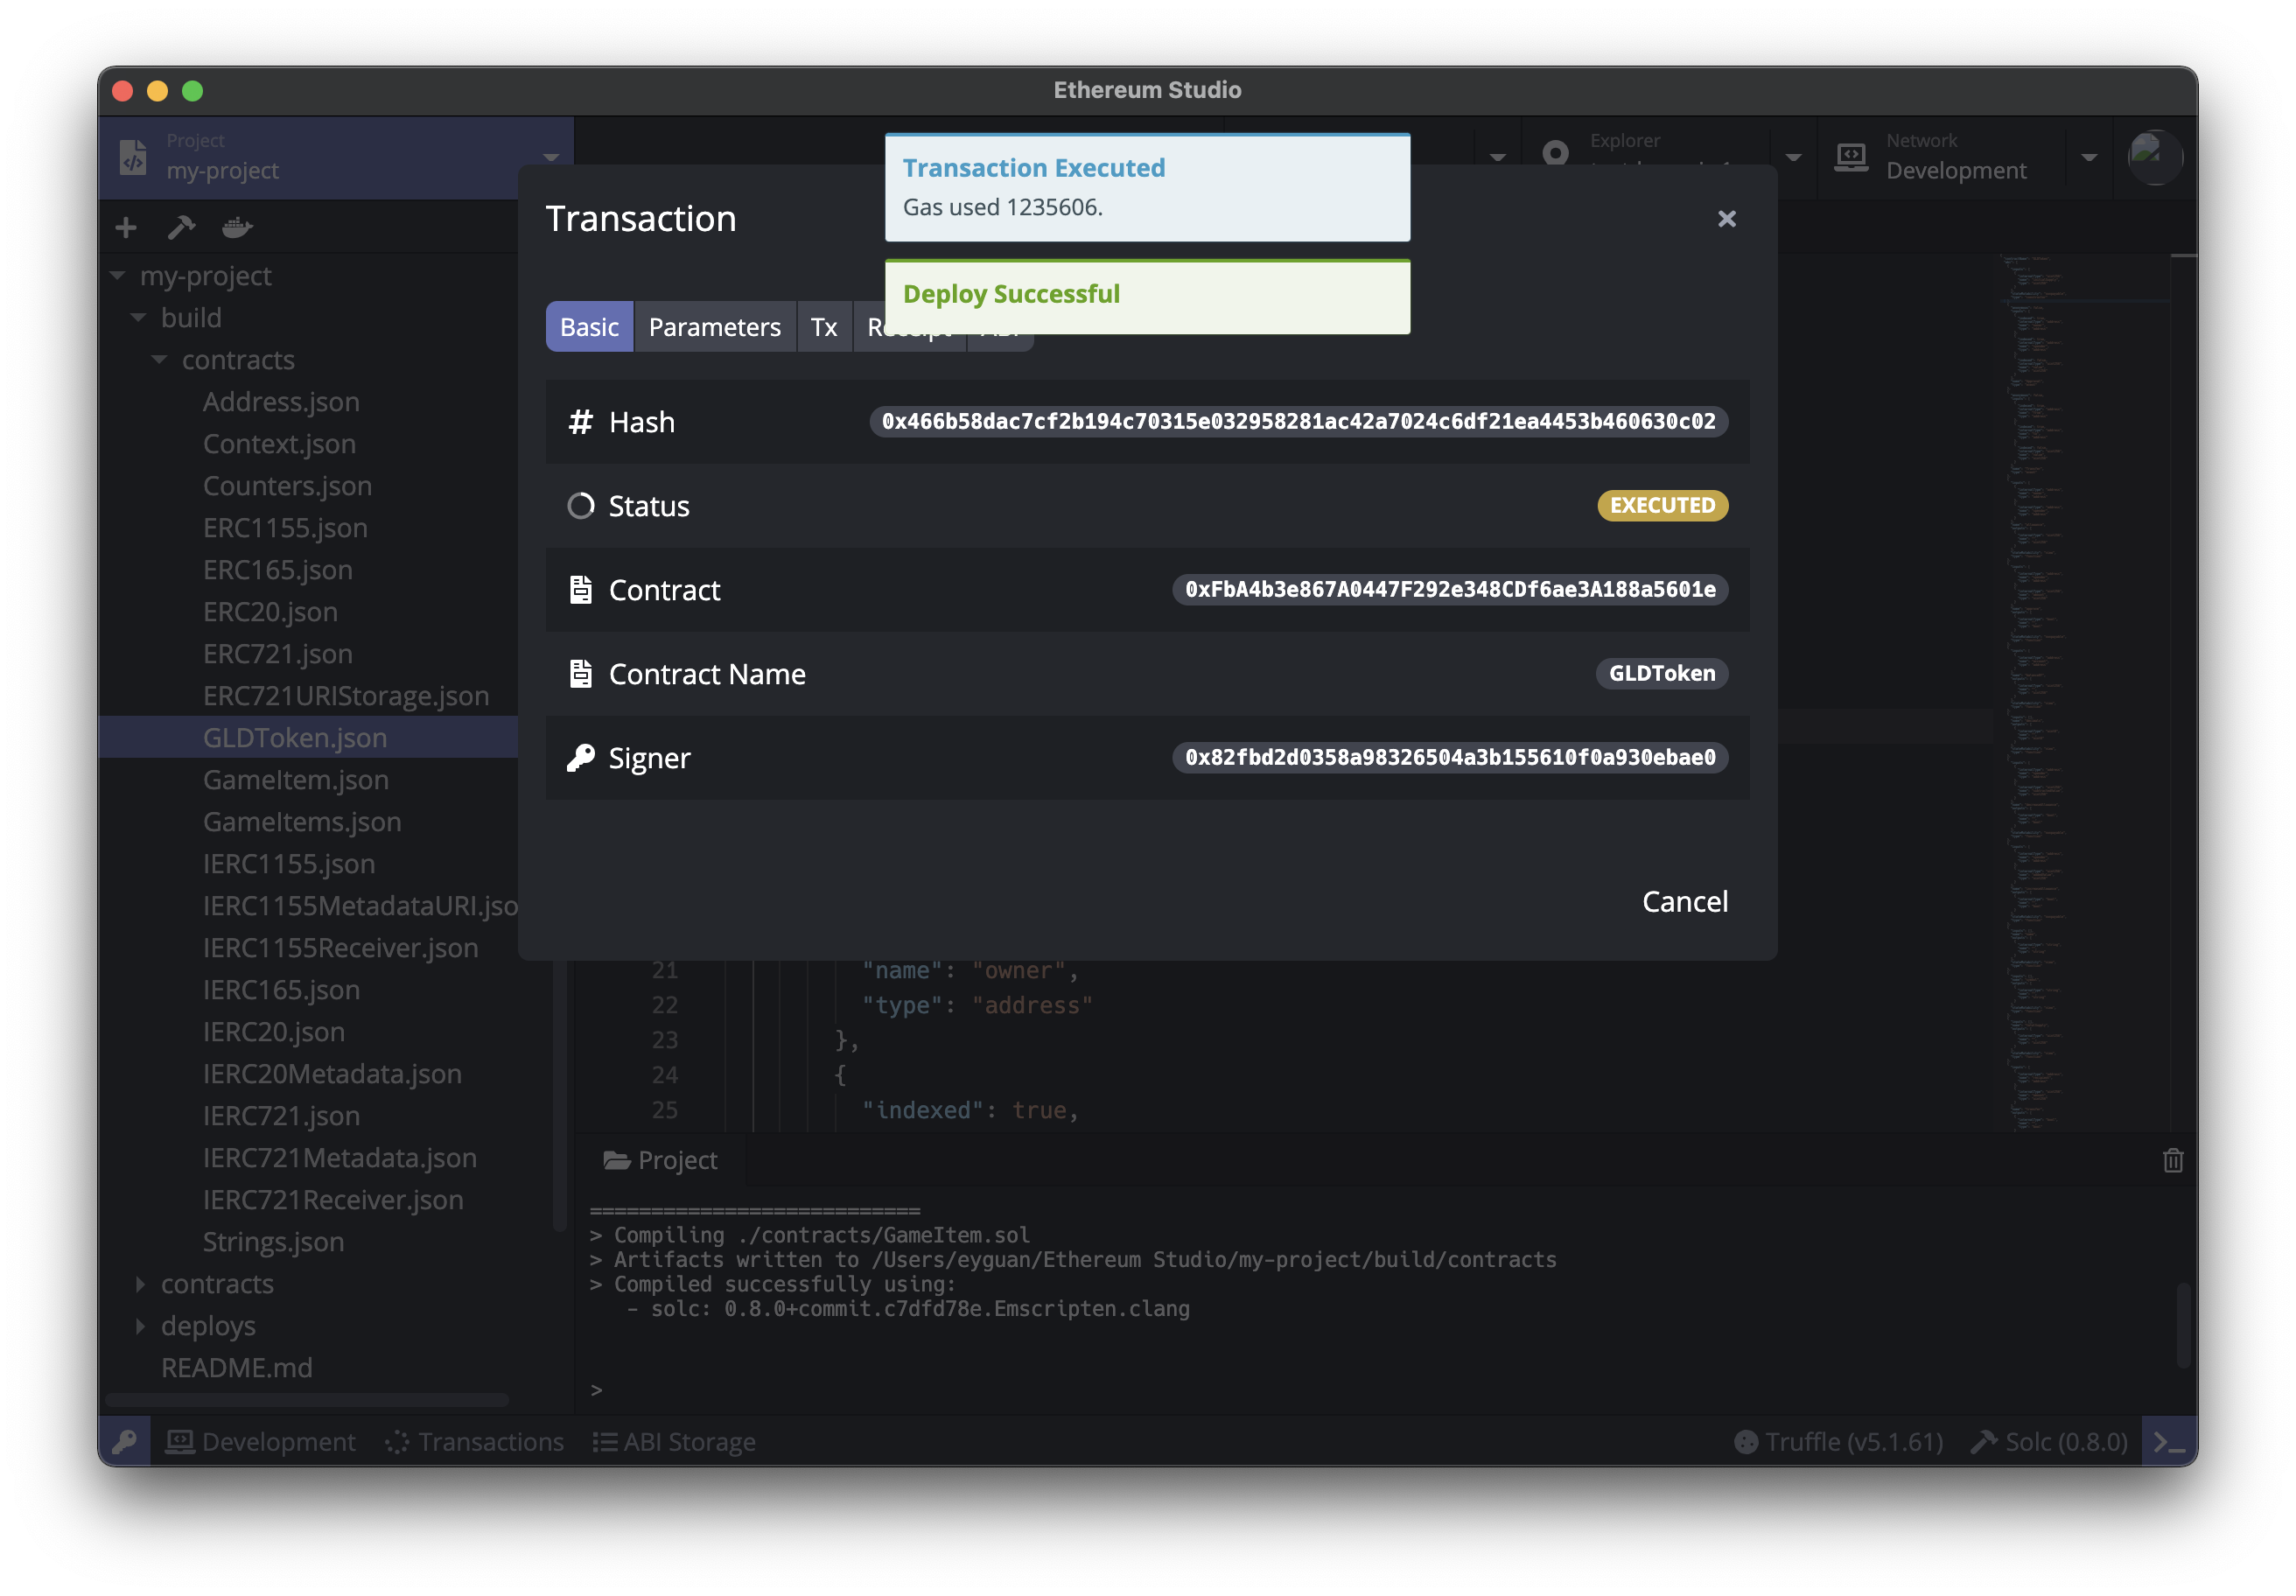 Ethereum Studio
Project
my-project
Explorer
Network
Development
Transaction Executed
Gas used 1235606.
Deploy Successful
Transaction
Basic
Parameters
Tx
Receipt
ABI
Hash
0x466b58dac7cf2b194c70315e032958281ac42a7024c6df21ea4453b460630c02
Status
EXECUTED
Contract
0xFbA4b3e867A0447F292e348CDf6ae3A188a5601e
Contract Name
GLDToken
Signer
0x82fbd2d0358a98326504a3b155610f0a930ebae0
Cancel
my-project
build
contracts
Address.json
Context.json
Counters.json
ERC1155.json
ERC165.json
ERC20.json
ERC721.json
ERC721URIStorage.json
GLDToken.json
GameItem.json
GameItems.json
IERC1155.json
IERC1155MetadataURI.jso
IERC1155Receiver.json
IERC165.json
IERC20.json
IERC20Metadata.json
IERC721.json
IERC721Metadata.json
IERC721Receiver.json
Strings.json
contracts
deploys
README.md
21 "name": "owner",
22 "type": "address"
23 },
24 {
25 "indexed": true,
Project
===========================
> Compiling ./contracts/GameItem.sol
> Artifacts written to /Users/eyguan/Ethereum Studio/my-project/build/contracts
> Compiled successfully using:
- solc: 0.8.0+commit.c7dfd78e.Emscripten.clang
>
Development
Transactions
ABI Storage
Truffle (v5.1.61)
Solc (0.8.0)